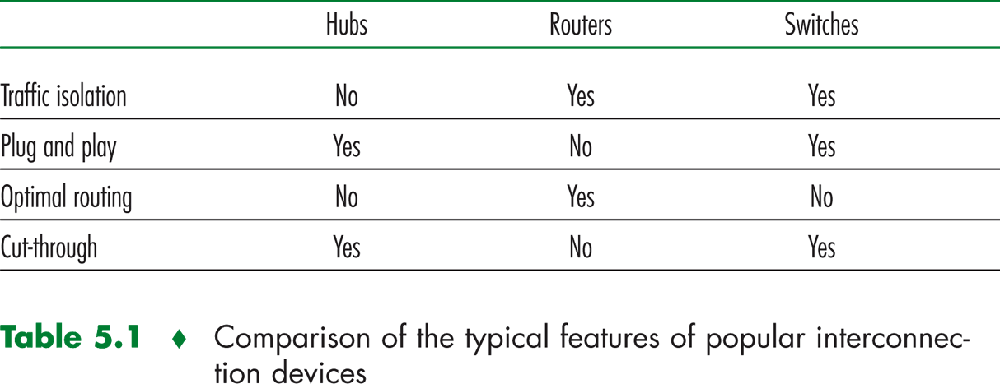 Hubs Routers Switches
Traffic isolation No Yes Yes
Plug and play Yes No Yes
Optimal routing No Yes No
Cut-through Yes No Yes
Table 5.1 ♦ Comparison of the typical features of popular interconnec-
tion devices